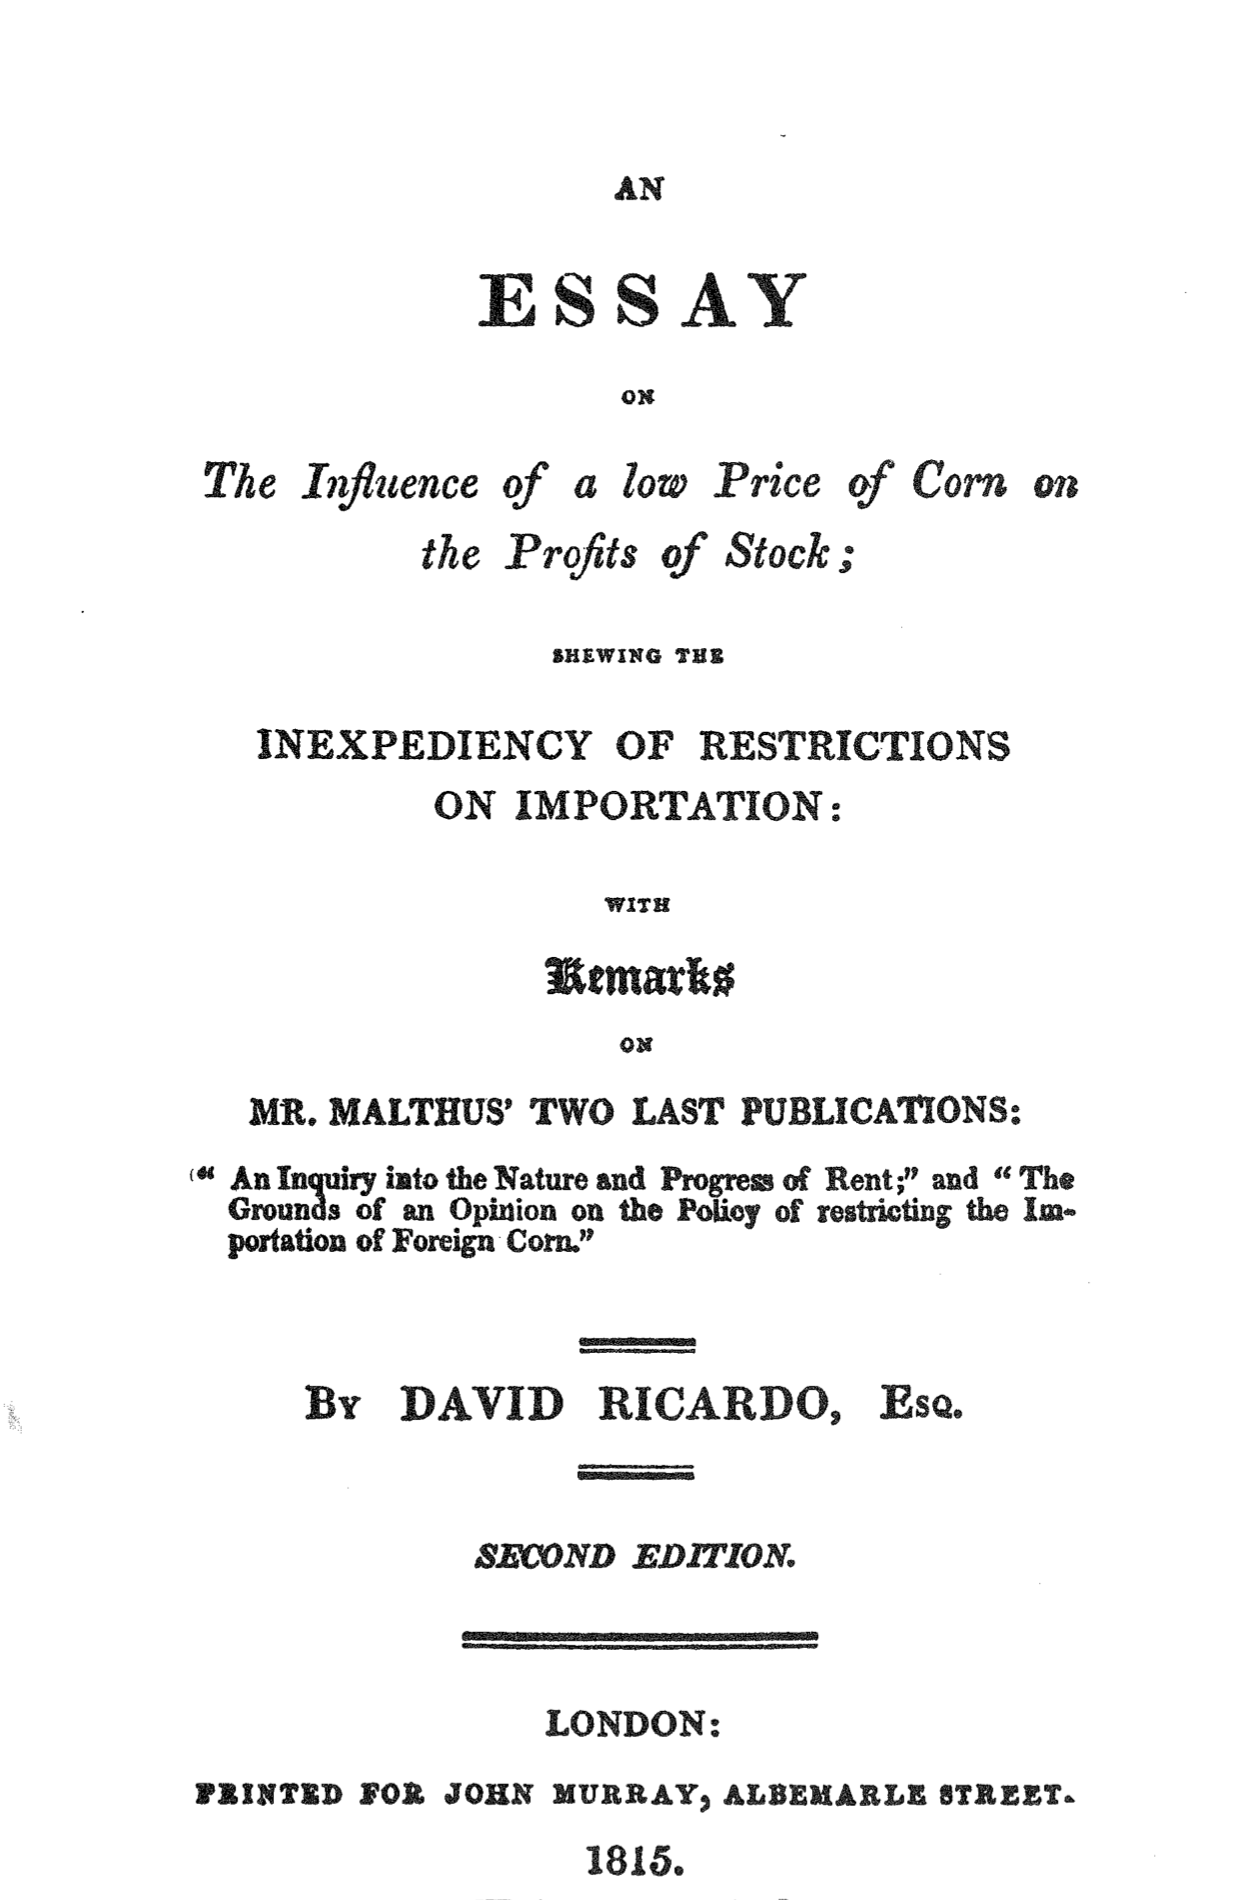 AN
ESSAY
ON
The Influence of a low Price of Corn on
the Profits of Stock;
SHEWING THE
INEXPEDIENCY OF RESTRICTIONS
ON IMPORTATION:
WITH
Remarks
ON
MR. MALTHUS' TWO LAST PUBLICATIONS:
(" An Inquiry into the Nature and Progress of Rent;" and " The
Grounds of an Opinion on the Policy of restricting the Im-
portation of Foreign Corn."
By DAVID RICARDO, Esq.
SECOND EDITION.
LONDON:
PRINTED FOR JOHN MURRAY, ALBEMARLE STREET.
1815.